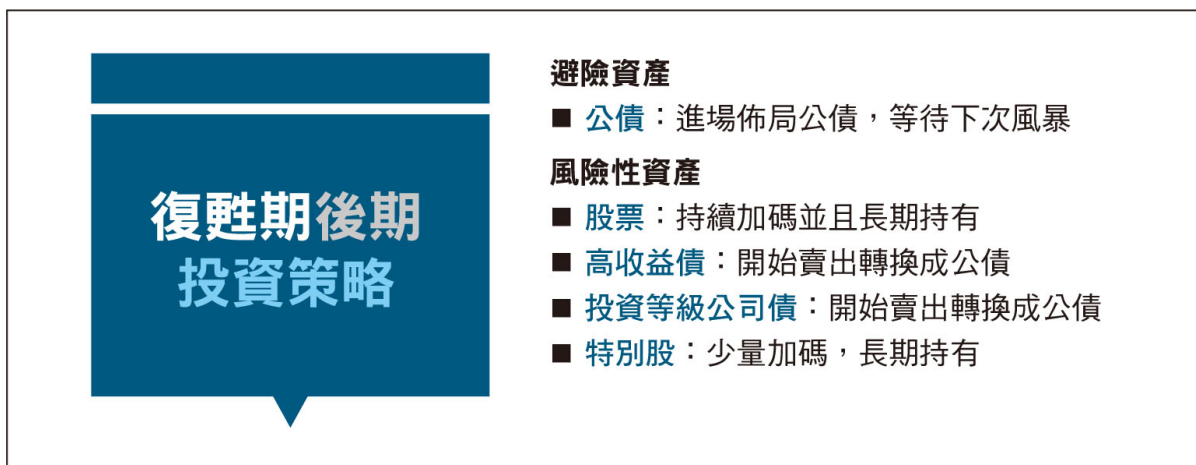 復甦期後期
投資策略
避險資產
■ 公債：進場佈局公債，等待下次風暴
風險性資產
■ 股票：持續加碼並且長期持有
■ 高收益債：開始賣出轉換成公債
■ 投資等級公司債：開始賣出轉換成公債
■ 特別股：少量加碼，長期持有